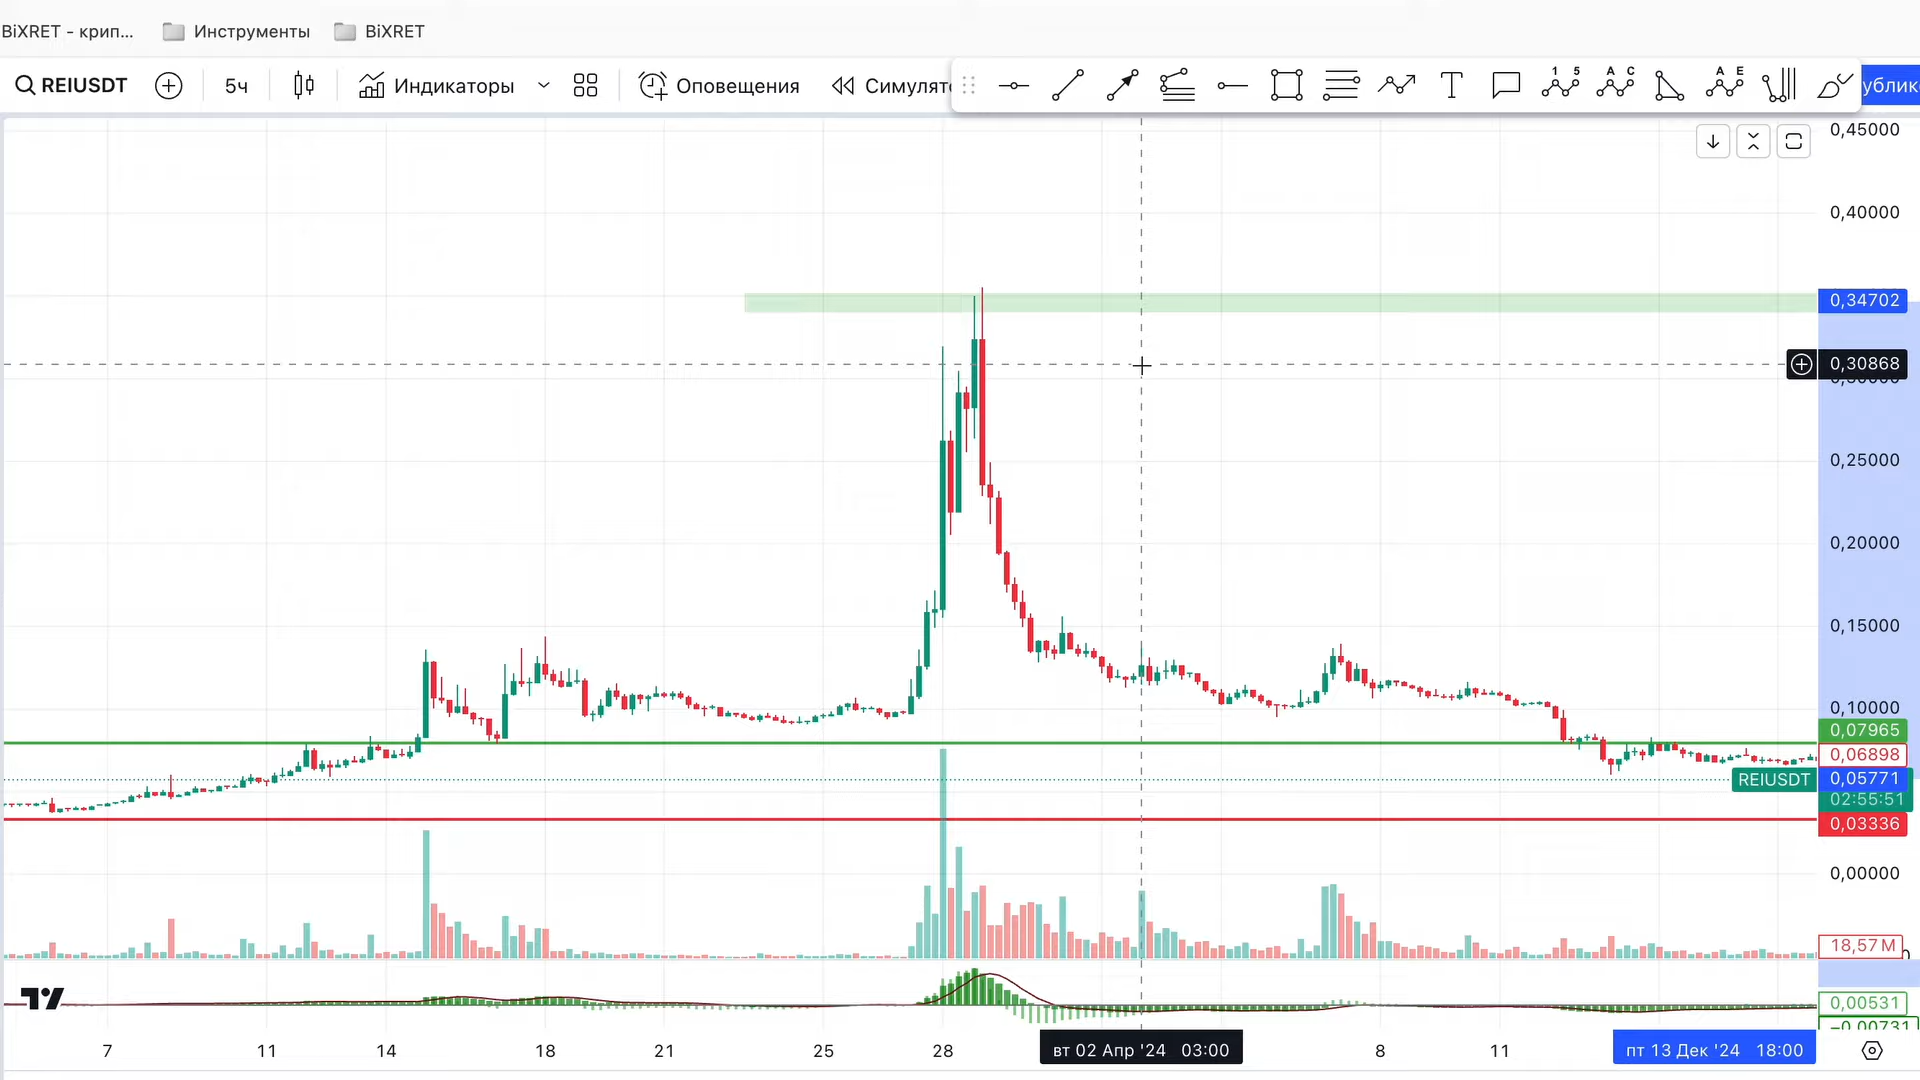 BiXRET - крип...
Инструменты
BiXRET
REIUSDT
5ч
Индикаторы
Оповещения
Симулят
T
1 5
A C
A E
ублик
0,45000
0,40000
0,34702
0,30868
0,25000
0,20000
0,15000
0,10000
0,07965
0,06898
REIUSDT
0,05771
02:55:51
0,03336
0,00000
18,57 M
0,00531
−0,00731
7
11
14
18
21
25
28
вт 02 Апр '24 03:00
8
11
пт 13 Дек '24 18:00